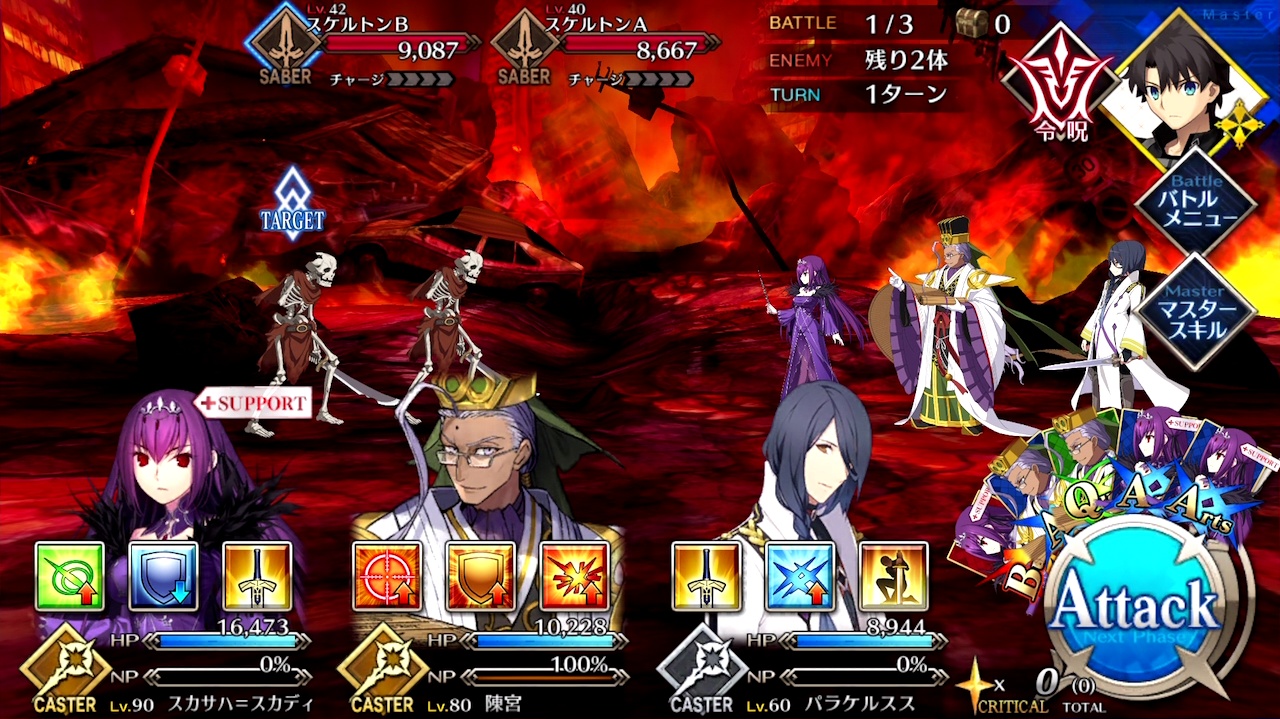 Lv.42
スケルトンB
9,087
SABER
チャージ
Lv.40
スケルトンA
8,667
SABER
チャージ
BATTLE 1/3
0
ENEMY 残り2体
TURN 1ターン
令呪
Master
Battle
バトル
メニュー
Master
マスター
スキル
TARGET
+SUPPORT
HP 16,473
NP 0%
CASTER Lv.90 スカサハ=スカディ
HP 10,228
NP 100%
CASTER Lv.80 陳宮
HP 8,944
NP 0%
CASTER Lv.60 パラケルスス
Q
A
Arts
+SUPPORT
Attack
Next Phase
x 0 (0)
CRITICAL TOTAL